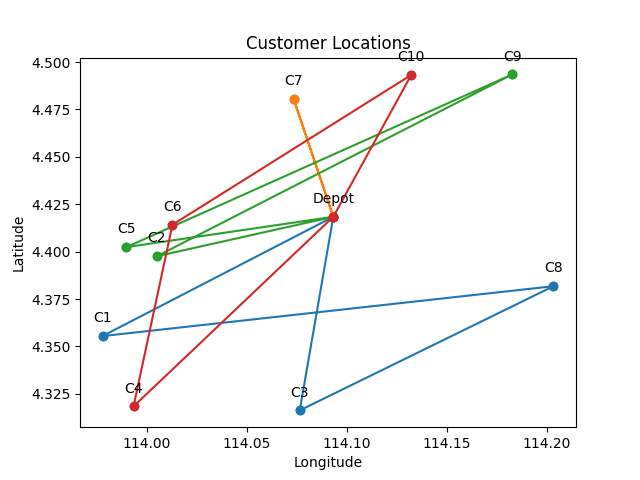 Customer Locations
4.500
4.475
4.450
4.425
4.400
4.375
4.350
4.325
Latitude
C10
C9
C7
Depot
C6
C5
C2
C8
C1
C4
C3
114.00 114.05 114.10 114.15 114.20
Longitude